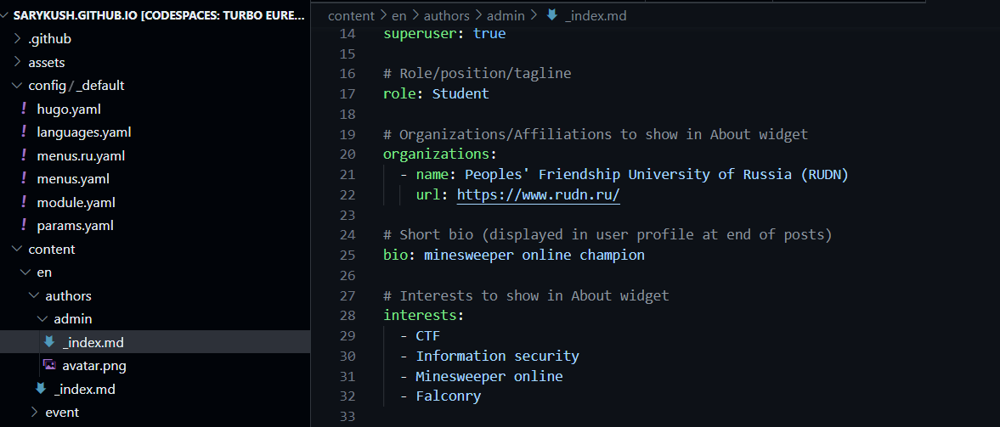 SARYKUSH.GITHUB.IO [CODESPACES: TURBO EURE...
.github
assets
config/_default
! hugo.yaml
! languages.yaml
! menus.ru.yaml
! menus.yaml
! module.yaml
! params.yaml
content
en
authors
admin
_index.md
avatar.png
_index.md
event
content > en > authors > admin > _index.md
14 superuser: true
15
16 # Role/position/tagline
17 role: Student
18
19 # Organizations/Affiliations to show in About widget
20 organizations:
21 - name: Peoples' Friendship University of Russia (RUDN)
22 url: https://www.rudn.ru/
23
24 # Short bio (displayed in user profile at end of posts)
25 bio: minesweeper online champion
26
27 # Interests to show in About widget
28 interests:
29 - CTF
30 - Information security
31 - Minesweeper online
32 - Falconry
33